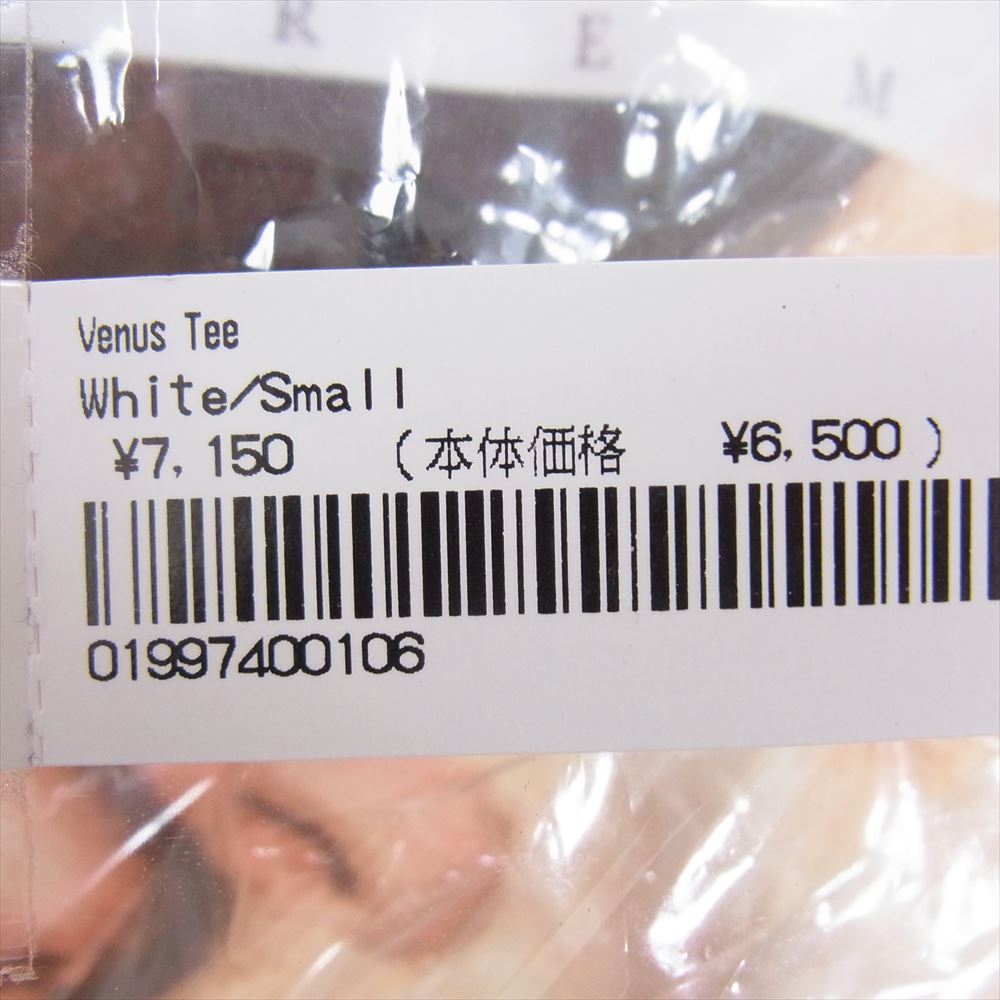 R E M
Venus Tee
White/Small
¥7,150 (本体価格 ¥6,500)
01997400106